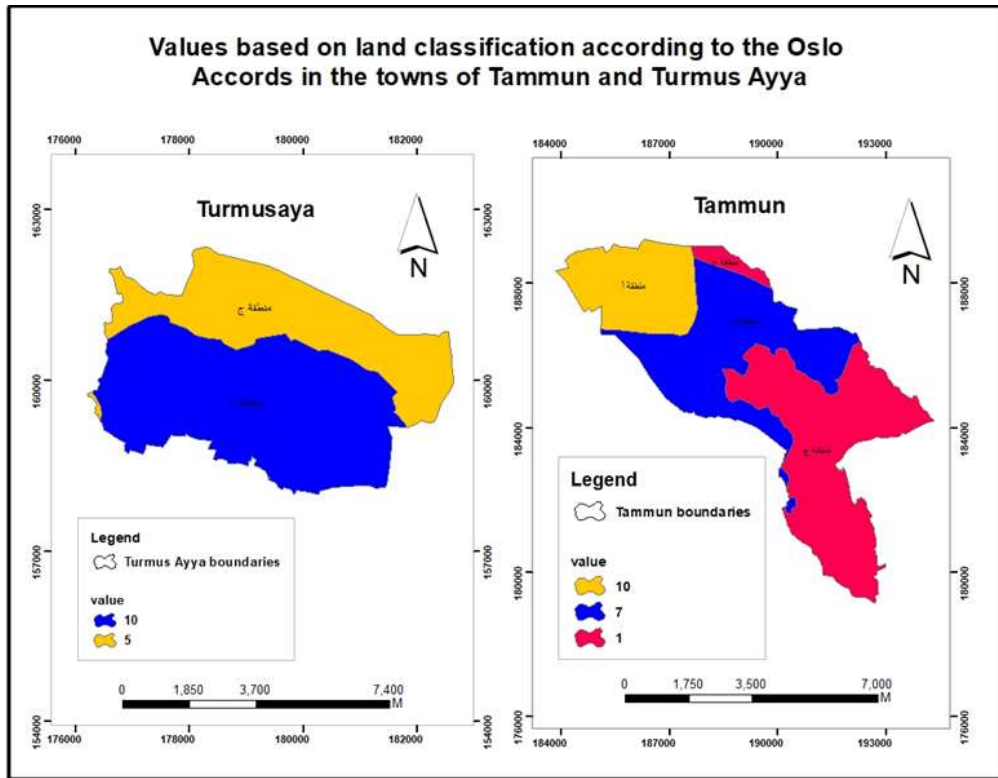 Values based on land classification according to the Oslo
Accords in the towns of Tammun and Turmus Ayya
176000
178000
180000
182000
163000
163000
Turmusaya
N
منطقة ج
160000
160000
157000
157000
Legend
Turmus Ayya boundaries
value
10
5
0
1,850
3,700
7,400
M
154000
154000
176000
178000
180000
182000
184000
187000
190000
193000
Tammun
N
188000
188000
منطقة أ
184000
184000
منطقة ج
Legend
Tammun boundaries
value
10
7
1
180000
180000
0
1,750
3,500
7,000
M
176000
176000
184000
187000
190000
193000